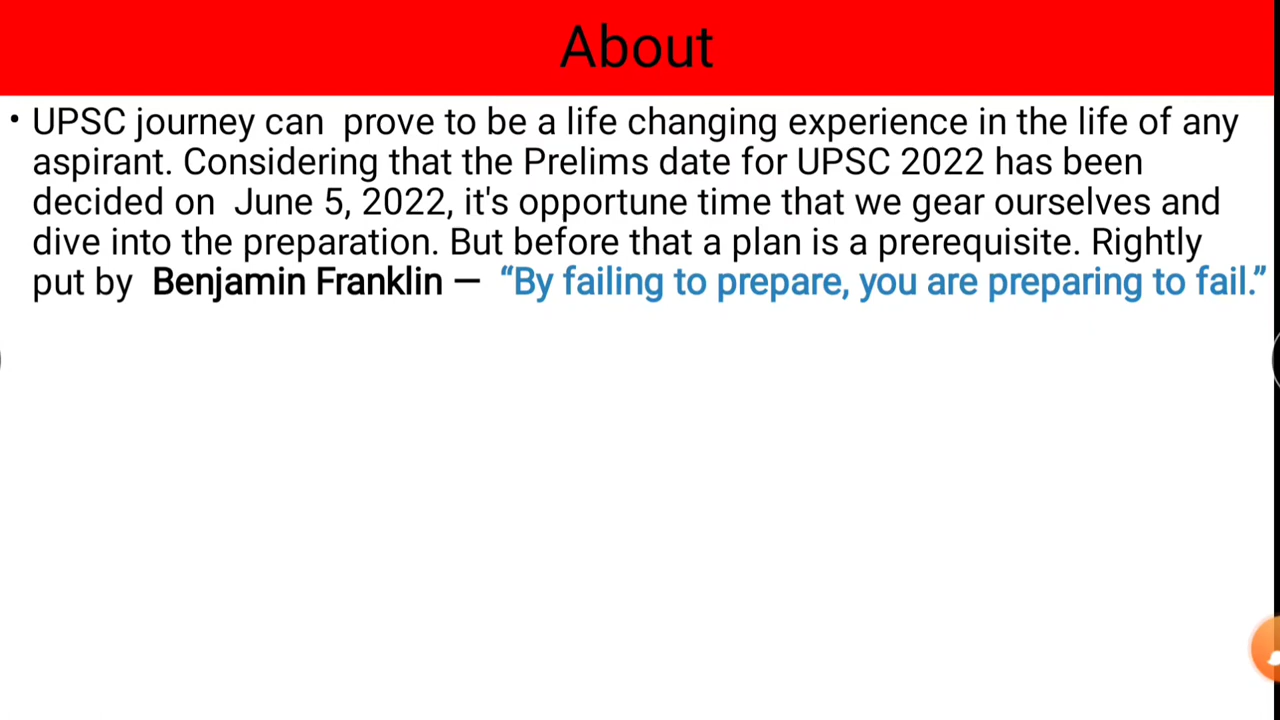 About
• UPSC journey can prove to be a life changing experience in the life of any
aspirant. Considering that the Prelims date for UPSC 2022 has been
decided on June 5, 2022, it's opportune time that we gear ourselves and
dive into the preparation. But before that a plan is a prerequisite. Rightly
put by Benjamin Franklin — “By failing to prepare, you are preparing to fail.”